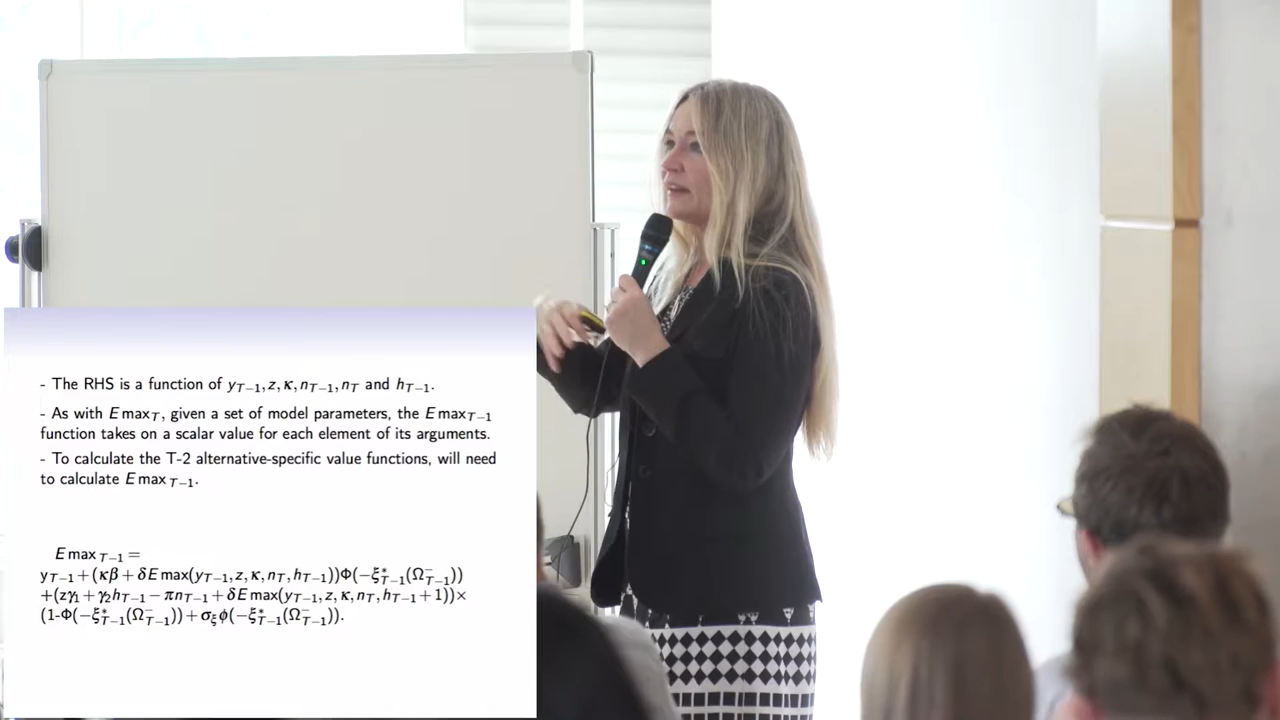 - The RHS is a function of y_{T−1}, z, κ, n_{T−1}, n_T and h_{T−1}.
- As with E max_T, given a set of model parameters, the E max_{T−1}
function takes on a scalar value for each element of its arguments.
- To calculate the T-2 alternative-specific value functions, will need
to calculate E max_{T−1}.
E max_{T−1} =
y_{T−1} + (κβ + δE max(y_{T−1}, z, κ, n_T, h_{T−1}))Φ(−ξ*_{T−1}(Ω⁻_{T−1}))
+(zγ₁ + γ₂h_{T−1} − πn_{T−1} + δE max(y_{T−1}, z, κ, n_T, h_{T−1} + 1))×
(1-Φ(−ξ*_{T−1}(Ω⁻_{T−1})) + σ_ξϕ(−ξ*_{T−1}(Ω⁻_{T−1})).